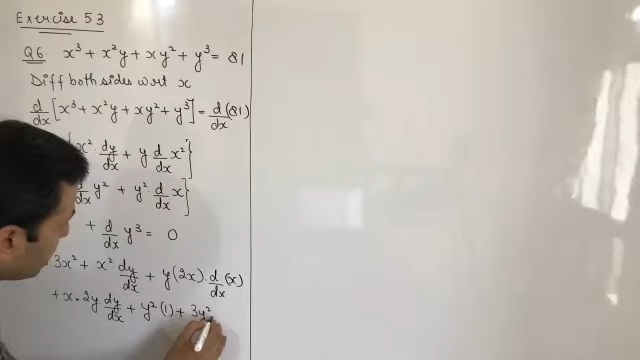 Exercise 53
Q6. x³ + x²y + xy² + y³ = 81
Diff both sides wrt x
d/dx [x³ + x²y + xy² + y³] = d/dx (81)
x² · dy/dx + y d/dx x²}
d/dx y² + y² d/dx x}
+ d/dx y³ = 0
3x² + x² dy/dx + y(2x) · d/dx (x)
+ x · 2y dy/dx + y² (1) + 3y²